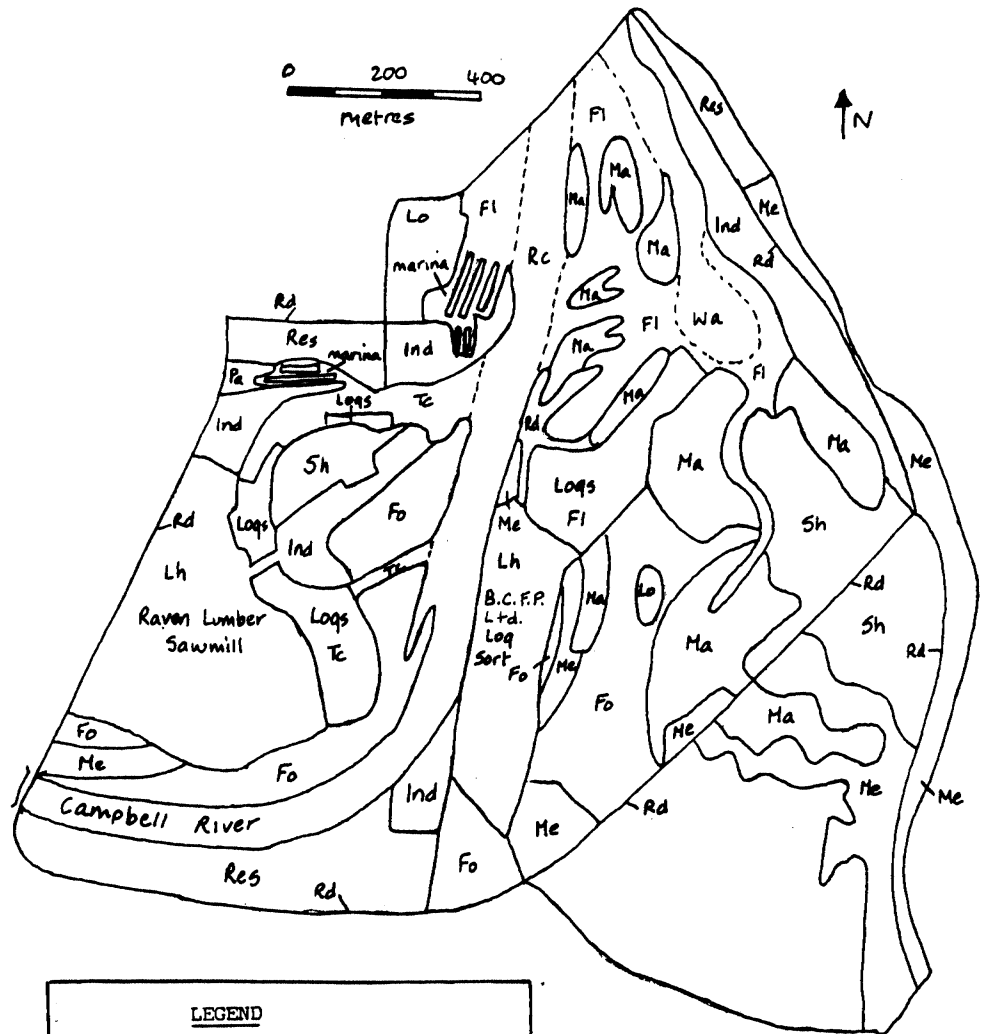 0 200 400
metres
N
Res
Fl
Ma
Ma
Me
Lo
Fl
Ind
Ma
Rc
Rd
marina
Ma
Rd
Fl
Wa
Res
Ind
Ma
marina
Pa
Fl
Tc
Ma
Logs
Ind
Rd
Ma
Ma
Me
Sh
Logs
Fo
Sh
Logs
Fl
Me
Rd
Ind
Lh
Tc
Rd
Lh
B.C.F.P.
Ltd.
Log
Sort
Ma
Lo
Sh
Raven Lumber
Sawmill
Logs
Tc
Rd
Ma
Fo
Me
Fo
Ma
Fo
Me
Me
Fo
Me
Me
Ind
Campbell River
Rd
Me
Fo
Res
Rd
LEGEND